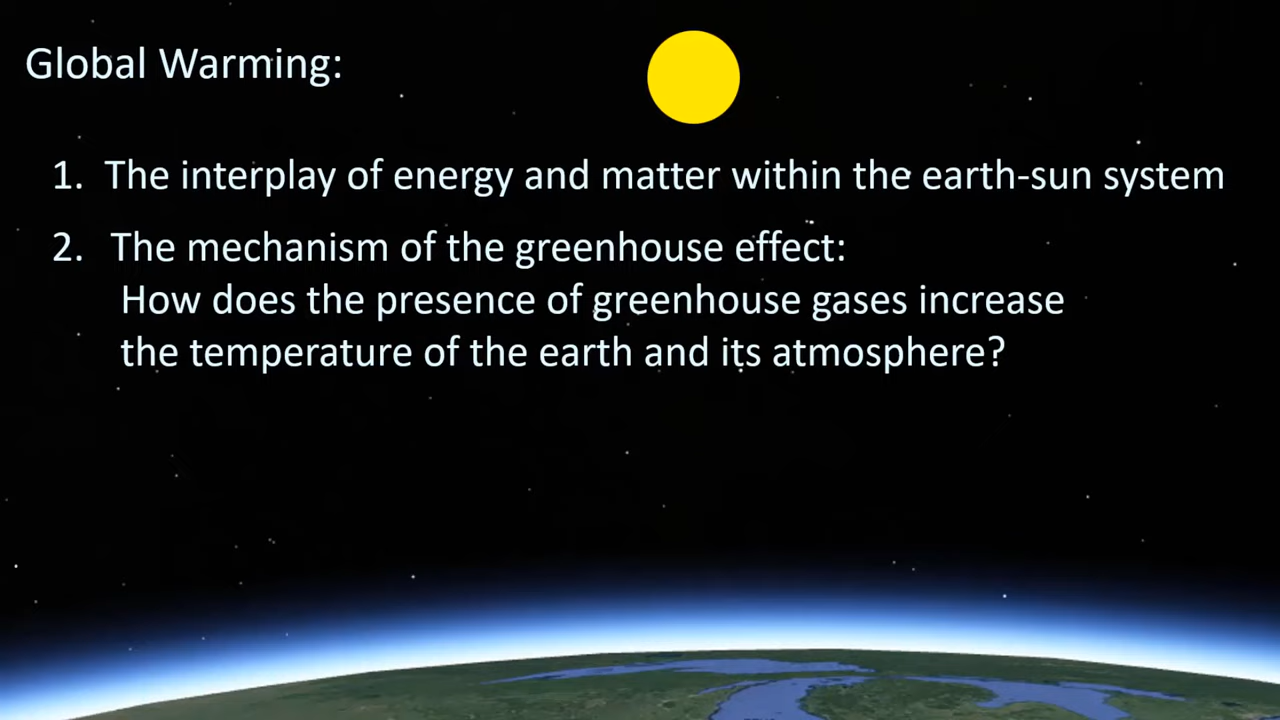 Global Warming:
1. The interplay of energy and matter within the earth-sun system
2. The mechanism of the greenhouse effect:
How does the presence of greenhouse gases increase
the temperature of the earth and its atmosphere?